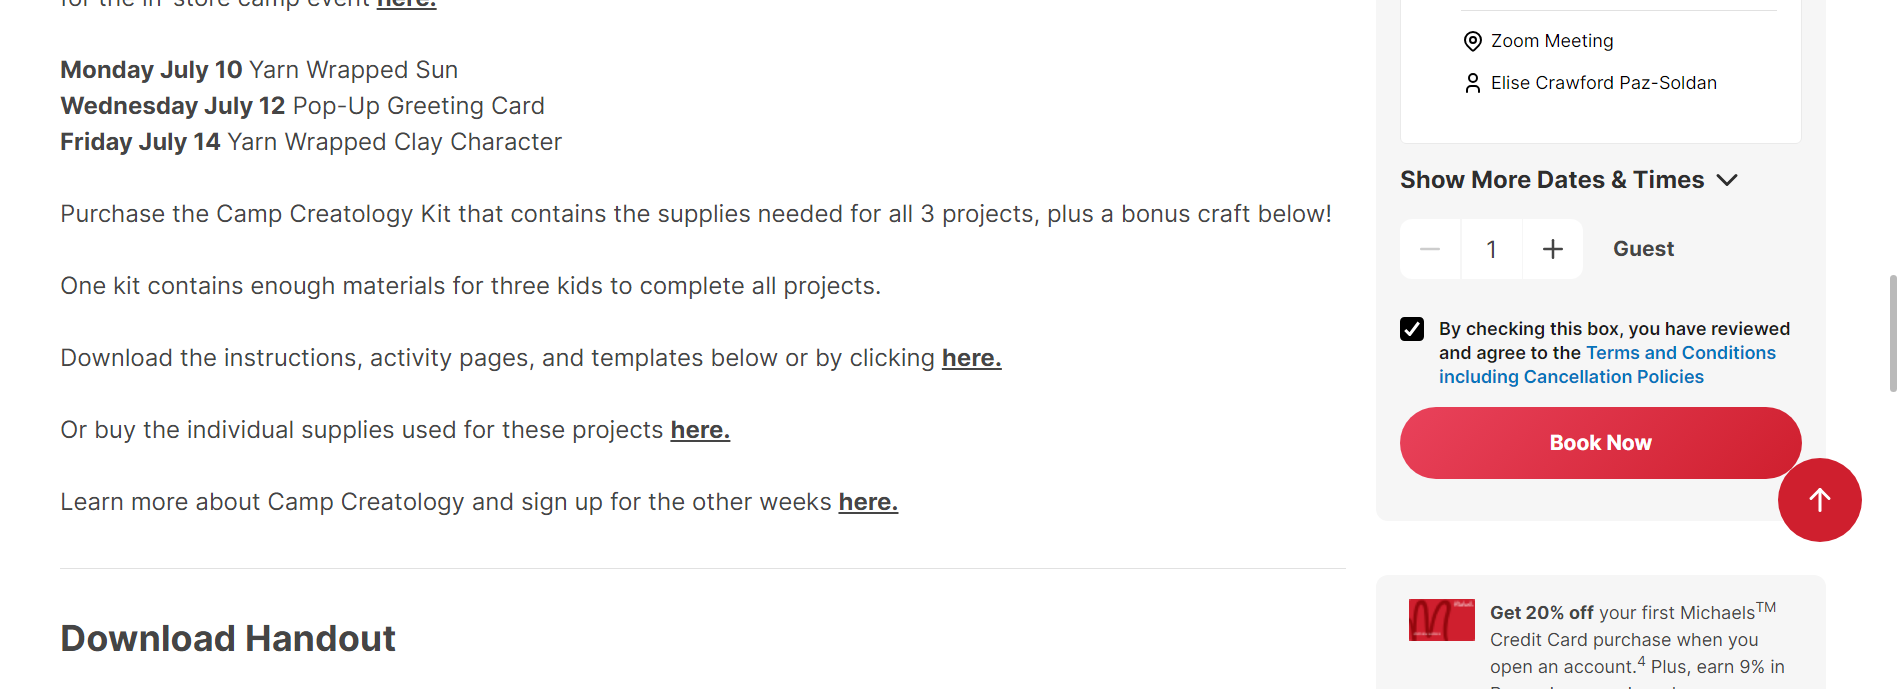 for the in-store camp event here.
Monday July 10 Yarn Wrapped Sun
Wednesday July 12 Pop-Up Greeting Card
Friday July 14 Yarn Wrapped Clay Character
Purchase the Camp Creatology Kit that contains the supplies needed for all 3 projects, plus a bonus craft below!
One kit contains enough materials for three kids to complete all projects.
Download the instructions, activity pages, and templates below or by clicking here.
Or buy the individual supplies used for these projects here.
Learn more about Camp Creatology and sign up for the other weeks here.
Download Handout
Zoom Meeting
Elise Crawford Paz-Soldan
Show More Dates & Times
1
Guest
By checking this box, you have reviewed
and agree to the Terms and Conditions
including Cancellation Policies
Book Now
Get 20% off your first Michaels™
Credit Card purchase when you
open an account.⁴ Plus, earn 9% in